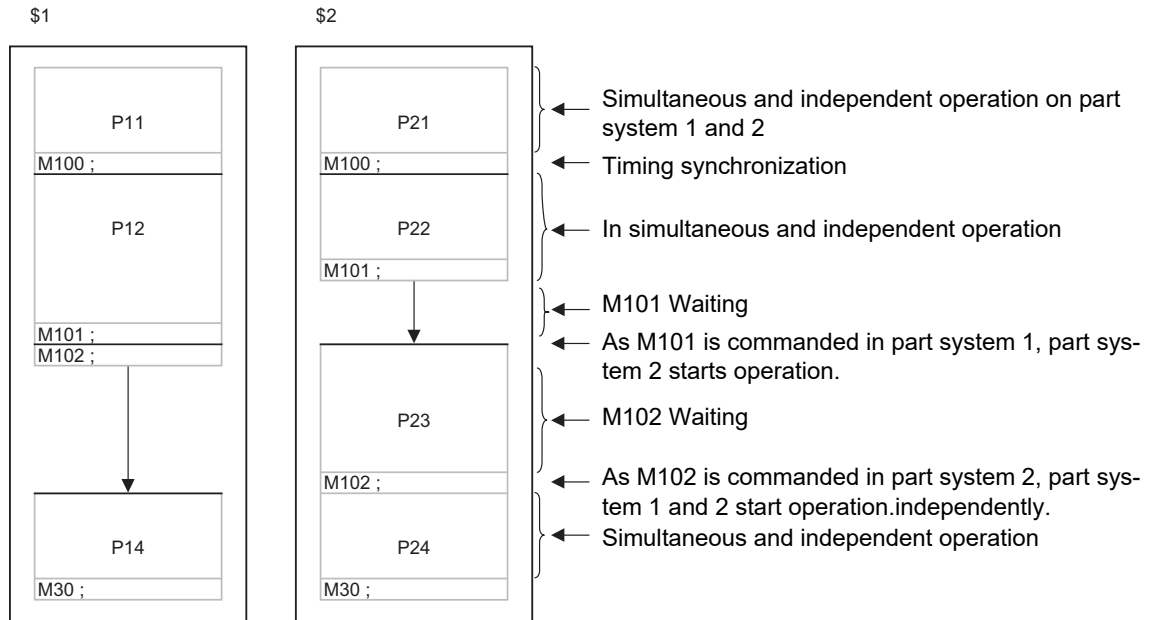 $1
P11
M100 ;
P12
M101 ;
M102 ;
P14
M30 ;
$2
P21
M100 ;
P22
M101 ;
P23
M102 ;
P24
M30 ;
Simultaneous and independent operation on part
system 1 and 2
Timing synchronization
In simultaneous and independent operation
M101 Waiting
As M101 is commanded in part system 1, part sys-
tem 2 starts operation.
M102 Waiting
As M102 is commanded in part system 2, part sys-
tem 1 and 2 start operation.independently.
Simultaneous and independent operation